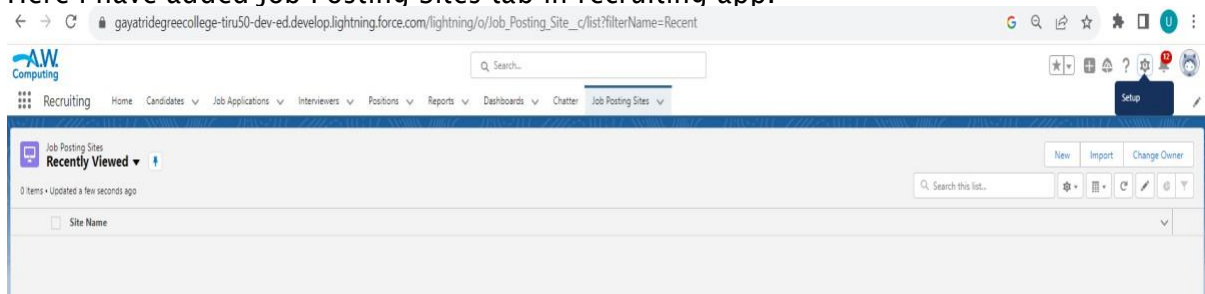 Here I have added Job Posting Sites tab in recruiting app.
gayatridegreecollege-tiru50-dev-ed.develop.lightning.force.com/lightning/o/Job_Posting_Site__c/list?filterName=Recent
G
U
A.W.
Computing
Search...
12
Recruiting Home Candidates Job Applications Interviewers Positions Reports Dashboards Chatter Job Posting Sites
Setup
Job Posting Sites
Recently Viewed
New Import Change Owner
0 items • Updated a few seconds ago
Search this list...
Site Name